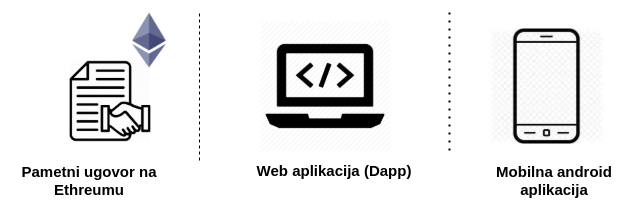 Pametni ugovor na
Ethreumu
Web aplikacija (Dapp)
Mobilna android
aplikacija